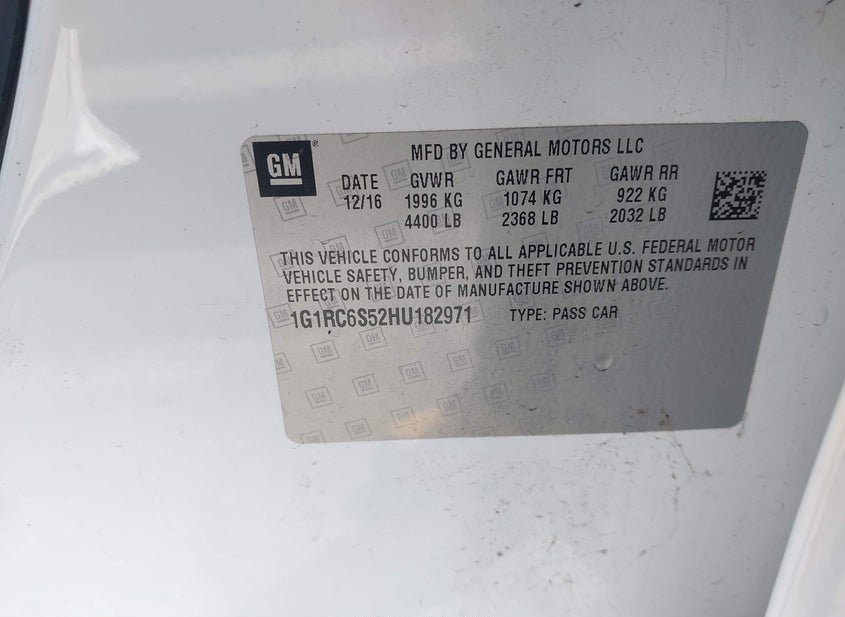 GM ® MFD BY GENERAL MOTORS LLC
DATE GVWR GAWR FRT GAWR RR
12/16 1996 KG 1074 KG 922 KG
4400 LB 2368 LB 2032 LB
THIS VEHICLE CONFORMS TO ALL APPLICABLE U.S. FEDERAL MOTOR
VEHICLE SAFETY, BUMPER, AND THEFT PREVENTION STANDARDS IN
EFFECT ON THE DATE OF MANUFACTURE SHOWN ABOVE.
1G1RC6S52HU182971 TYPE: PASS CAR